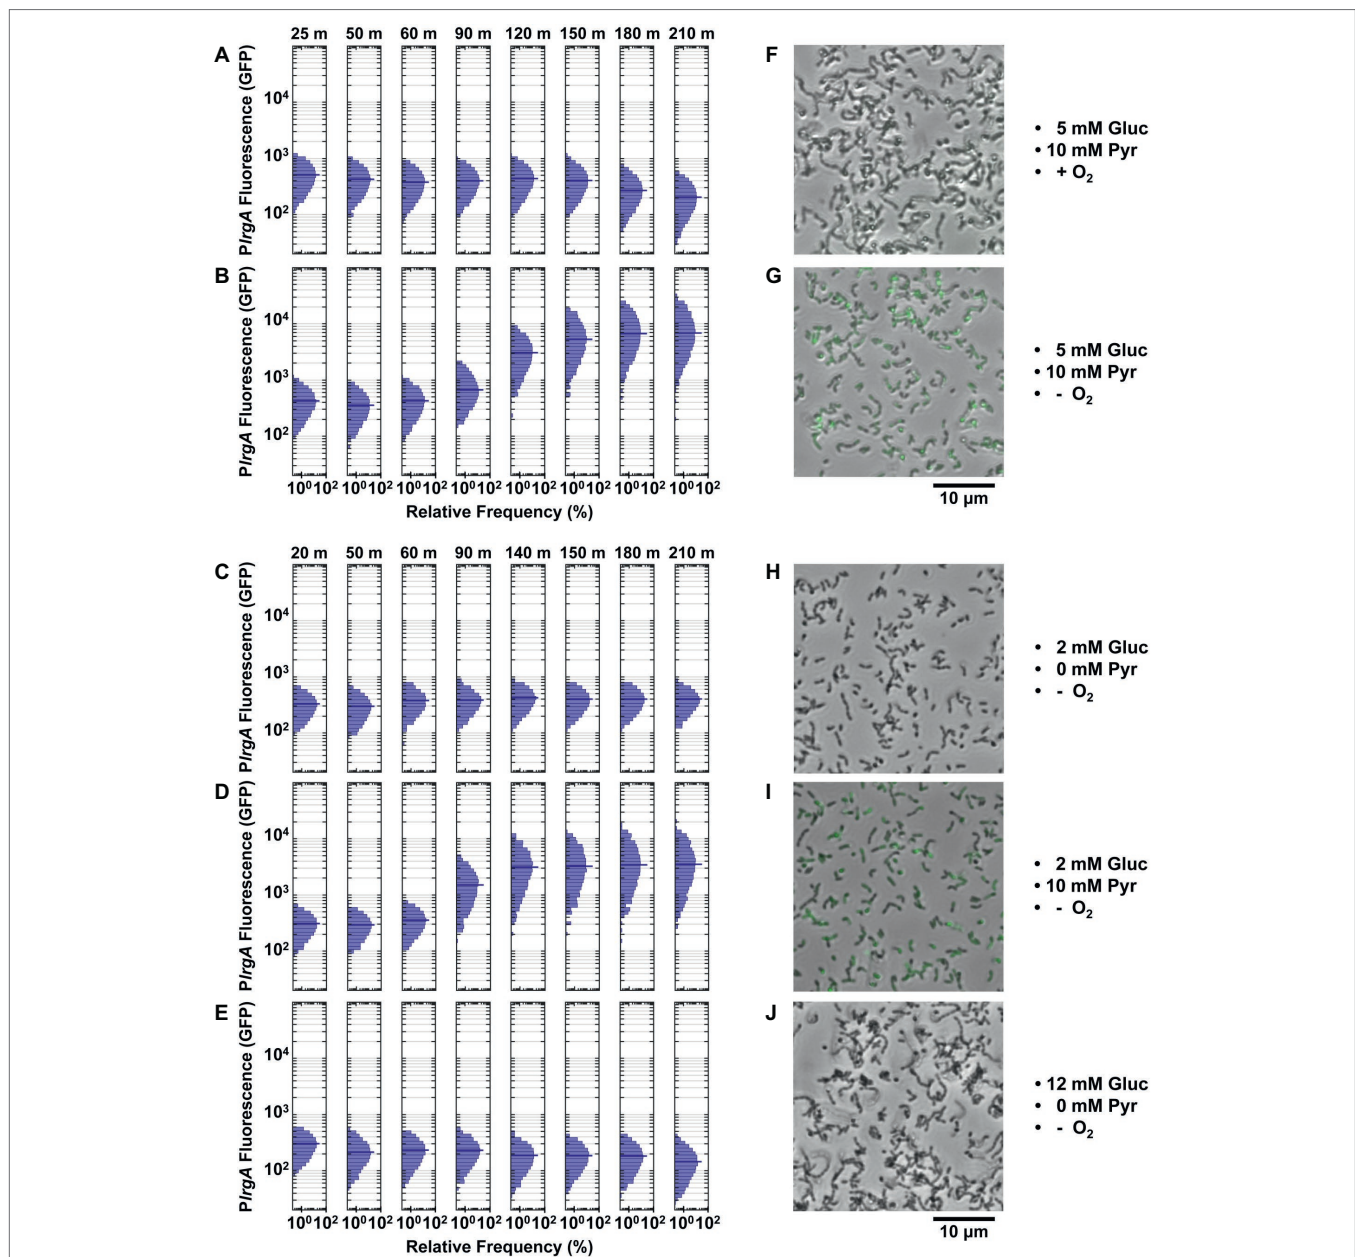 25 m 50 m 60 m 90 m 120 m 150 m 180 m 210 m
A
PlrgA Fluorescence (GFP)
10⁴
10³
10²
F
• 5 mM Gluc
• 10 mM Pyr
• + O₂
B
PlrgA Fluorescence (GFP)
10⁴
10³
10²
10⁰10² 10⁰10² 10⁰10² 10⁰10² 10⁰10² 10⁰10² 10⁰10² 10⁰10²
Relative Frequency (%)
G
• 5 mM Gluc
• 10 mM Pyr
• - O₂
10 µm
20 m 50 m 60 m 90 m 140 m 150 m 180 m 210 m
C
PlrgA Fluorescence (GFP)
10⁴
10³
10²
H
• 2 mM Gluc
• 0 mM Pyr
• - O₂
D
PlrgA Fluorescence (GFP)
10⁴
10³
10²
I
• 2 mM Gluc
• 10 mM Pyr
• - O₂
E
PlrgA Fluorescence (GFP)
10⁴
10³
10²
10⁰10² 10⁰10² 10⁰10² 10⁰10² 10⁰10² 10⁰10² 10⁰10² 10⁰10²
Relative Frequency (%)
J
• 12 mM Gluc
• 0 mM Pyr
• - O₂
10 µm